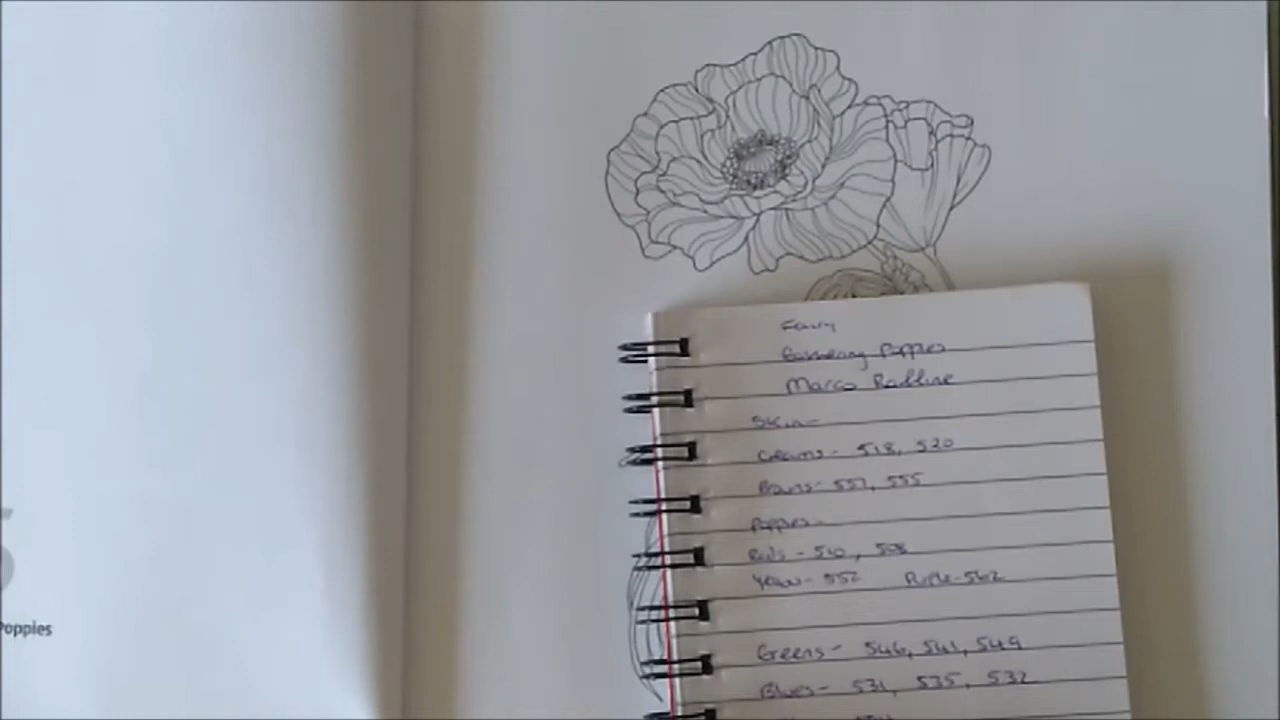 Fairy
Poppies
Marco Raffine
Skin-
Creams- 518, 520
Browns- 557, 555
Poppies-
Reds - 510, 508
Yellow- 552 Purple-562
Greens- 546, 541, 549
Blues- 531, 535, 532
Poppies